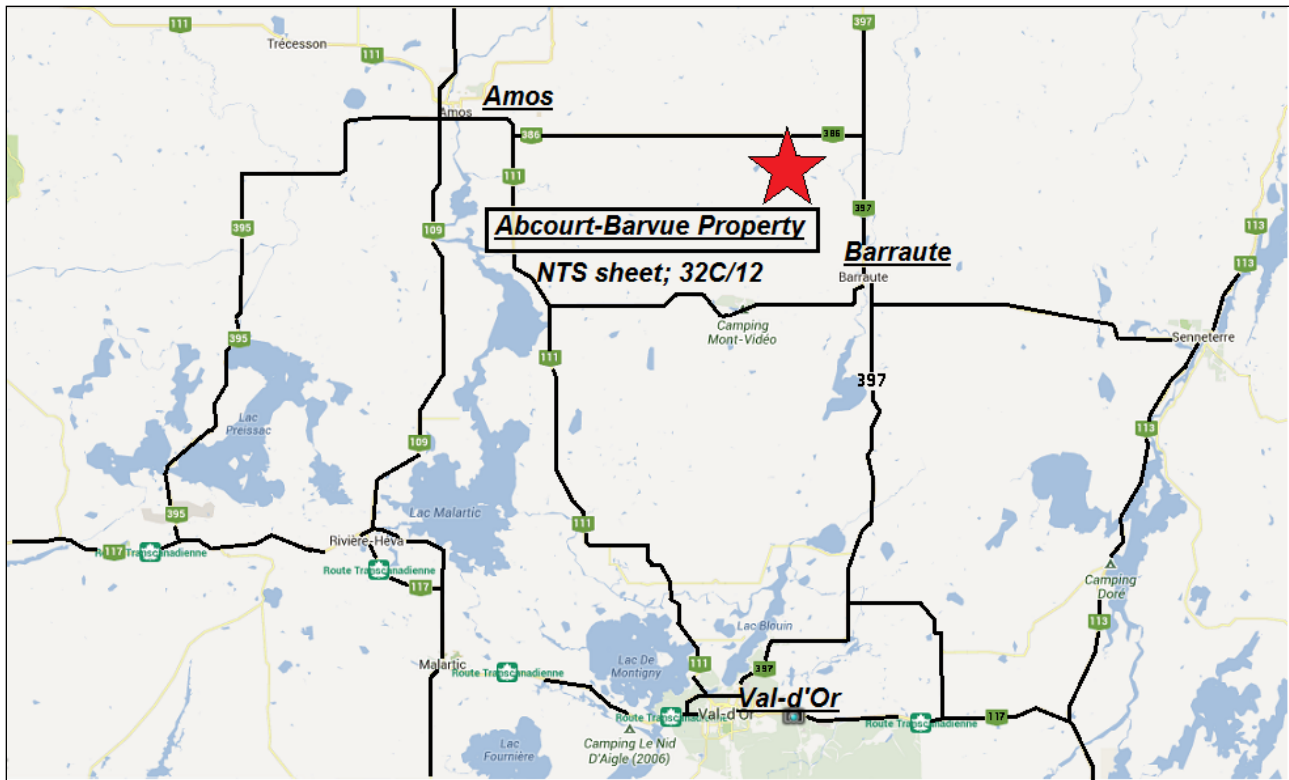 111
397
Trécesson
111
Amos
Amos
386
386
111
395
397
109
Abcourt-Barvue Property
113
Barraute
113
NTS sheet; 32C/12
Barraute
Camping
Mont-Vidéo
395
Senneterre
111
397
Lac
Preissac
113
109
Lac Malartic
395
111
Rivière-Héva
117
Route Transcanadienne
Route Transcanadienne
117
Camping
Doré
Lac Blouin
113
Malartic
Lac De
Montigny
111
397
Route Transcanadienne
Val-d'Or
Route Transcanadienne
Val-d'Or
Route Transcanadienne
117
Camping Le Nid
D'Aigle (2006)
Lac
Fournière